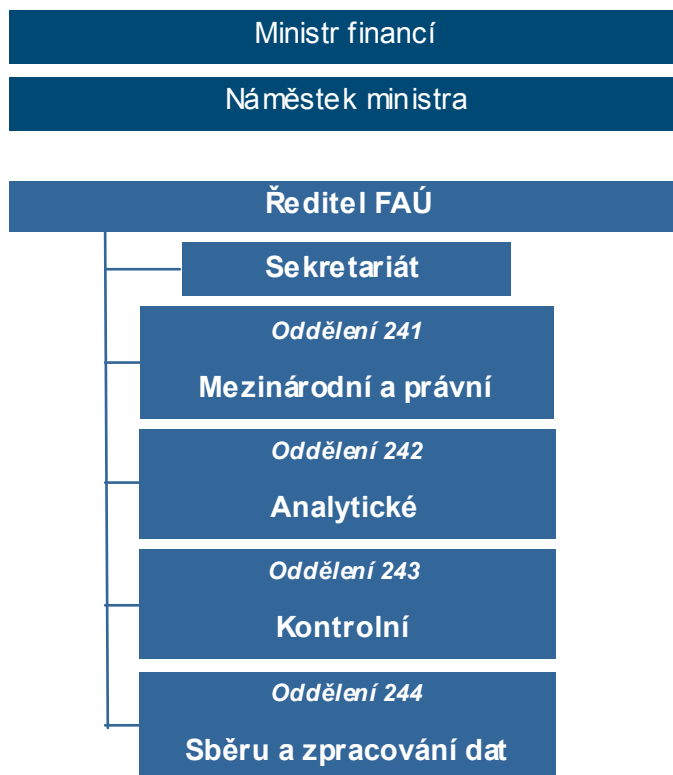 Ministr financí
Náměstek ministra
Ředitel FAÚ
Sekretariát
Oddělení 241
Mezinárodní a právní
Oddělení 242
Analytické
Oddělení 243
Kontrolní
Oddělení 244
Sběru a zpracování dat